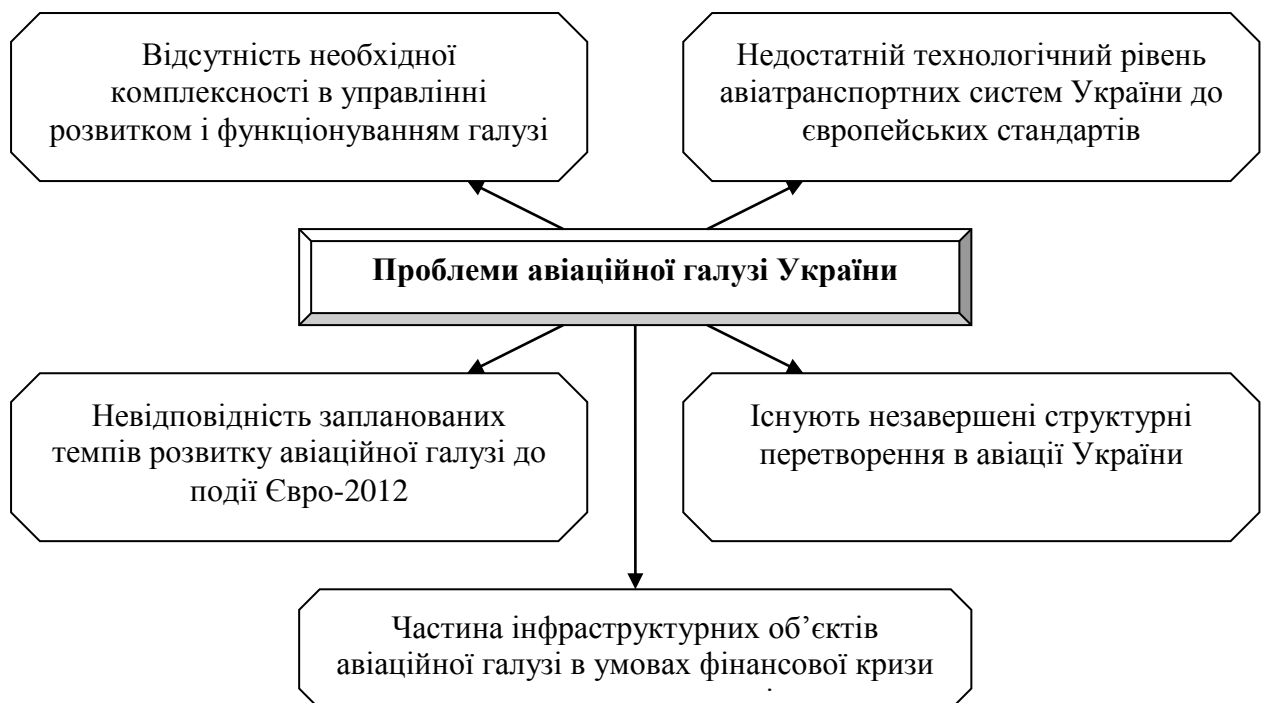 Відсутність необхідної
комплексності в управлінні
розвитком і функціонуванням галузі
Недостатній технологічний рівень
авіатранспортних систем України до
європейських стандартів
Проблеми авіаційної галузі України
Невідповідність запланованих
темпів розвитку авіаційної галузі до
події Євро-2012
Існують незавершені структурні
перетворення в авіації України
Частина інфраструктурних об’єктів
авіаційної галузі в умовах фінансової кризи